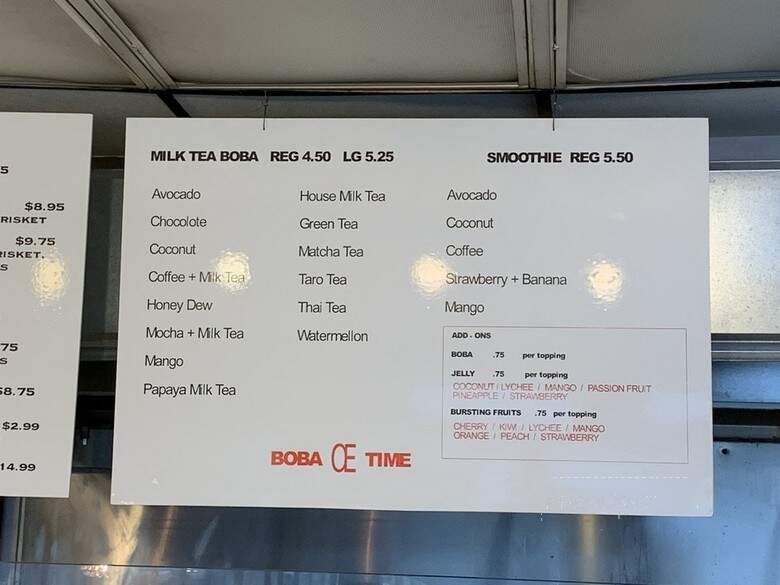 5
$8.95
RISKET
$9.75
RISKET,
S
75
S
$8.75
$2.99
14.99
MILK TEA BOBA REG 4.50 LG 5.25
Avocado
Chocolote
Coconut
Coffee + Milk Tea
Honey Dew
Mocha + Milk Tea
Mango
Papaya Milk Tea
House Milk Tea
Green Tea
Matcha Tea
Taro Tea
Thai Tea
Watermellon
SMOOTHIE REG 5.50
Avocado
Coconut
Coffee
Strawberry + Banana
Mango
ADD - ONS
BOBA .75 per topping
JELLY .75 per topping
COCONUT / LYCHEE / MANGO / PASSION FRUIT
PINEAPPLE / STRAWBERRY
BURSTING FRUITS .75 per topping
CHERRY / KIWI / LYCHEE / MANGO
ORANGE / PEACH / STRAWBERRY
BOBA CE TIME